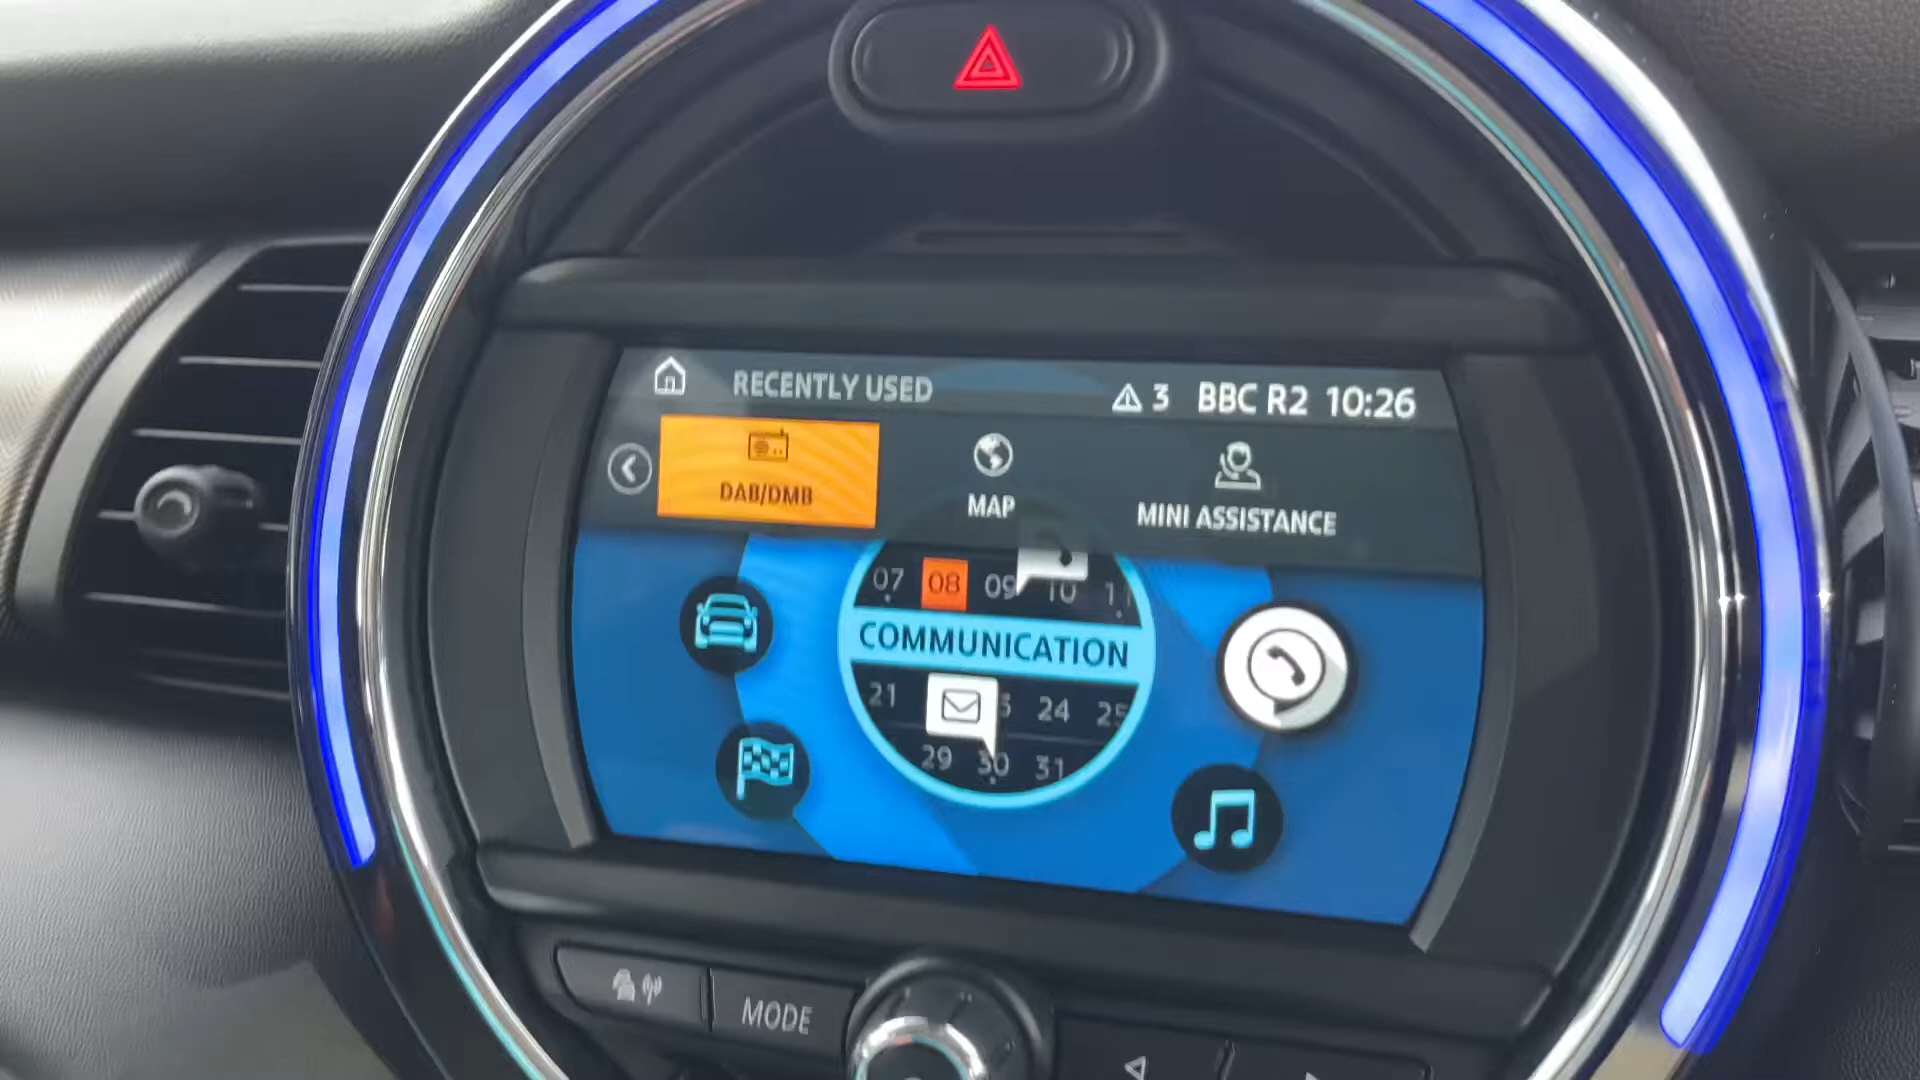 RECENTLY USED
3 BBC R2 10:26
DAB/DMB
MAP
MINI ASSISTANCE
07 08 09 10
COMMUNICATION
21 24 25
29 30 31
MODE